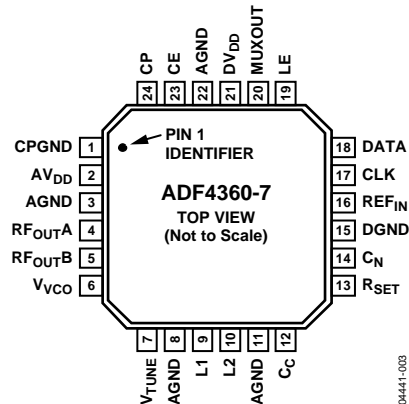 CP
CE
AGND
DVDD
MUXOUT
LE
24
23
22
21
20
19
CPGND 1
AVDD 2
AGND 3
RFOUTA 4
RFOUTB 5
VVCO 6
PIN 1
IDENTIFIER
ADF4360-7
TOP VIEW
(Not to Scale)
18 DATA
17 CLK
16 REFIN
15 DGND
14 CN
13 RSET
7
8
9
10
11
12
VTUNE
AGND
L1
L2
AGND
CC
04441-003